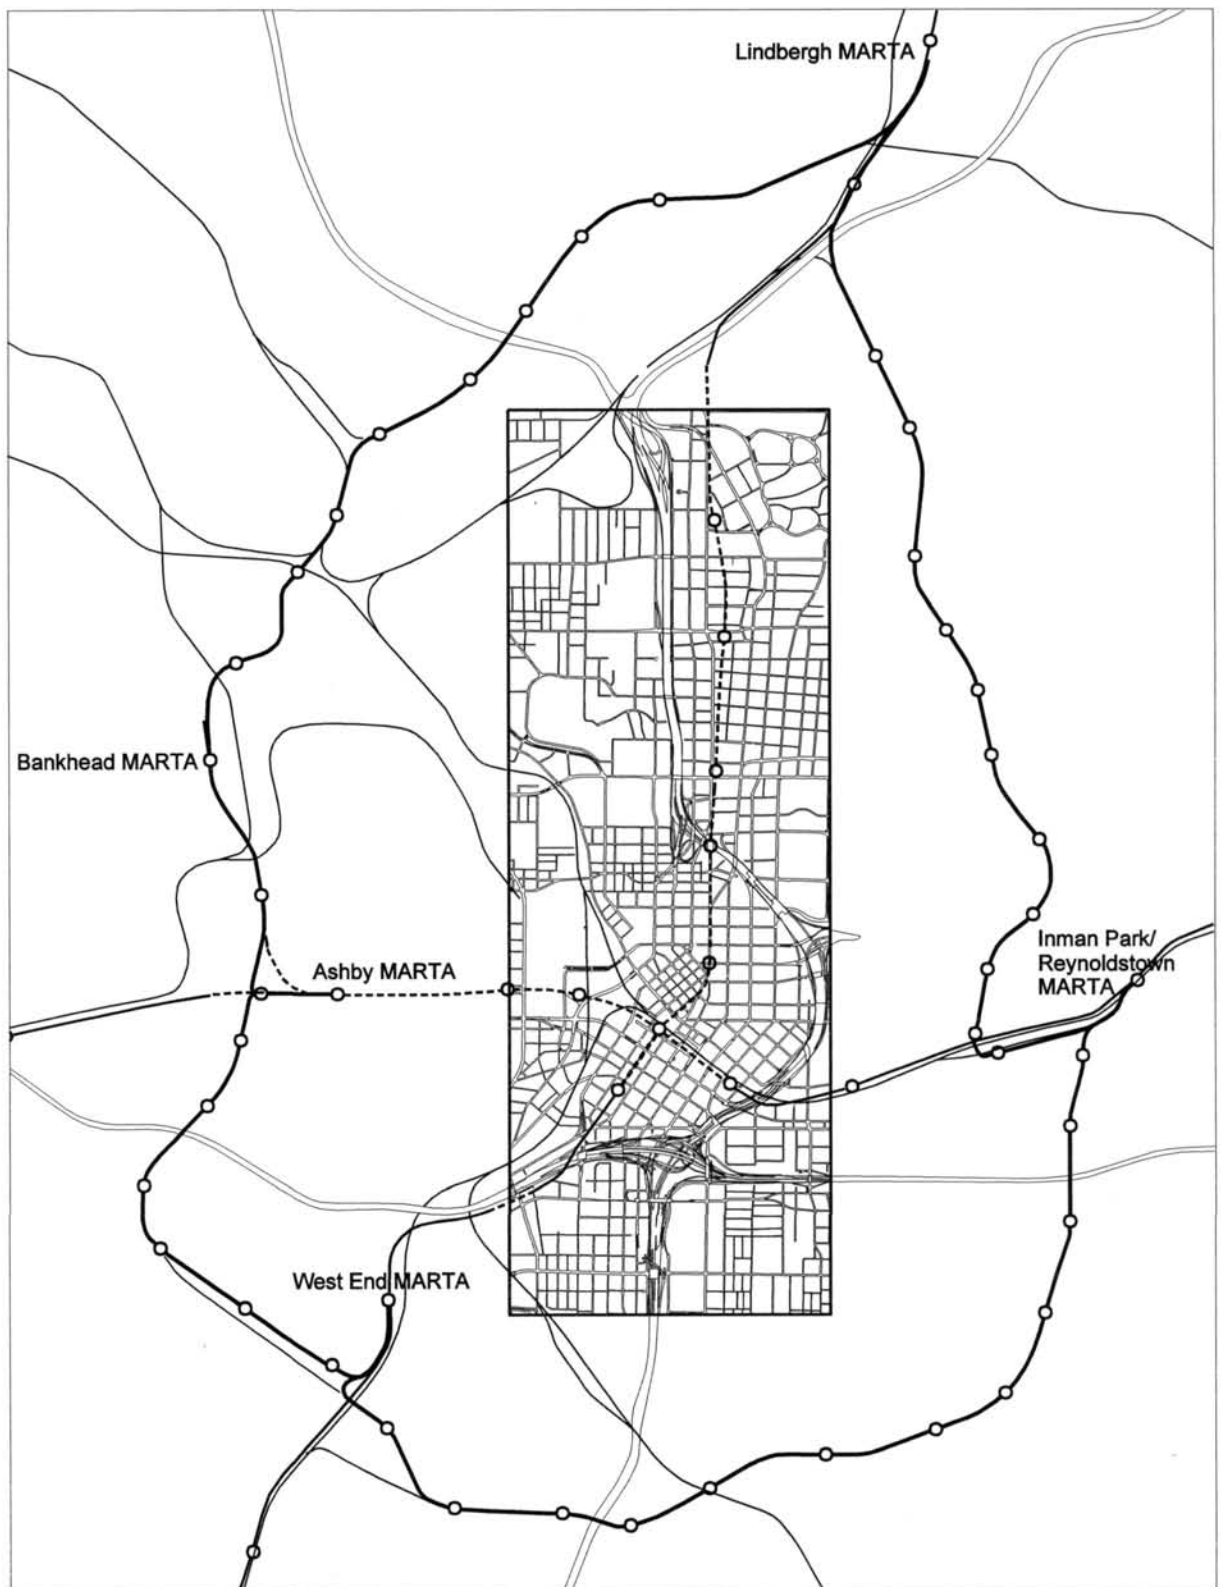 Lindbergh MARTA
Bankhead MARTA
Ashby MARTA
Inman Park/
Reynoldstown
MARTA
West End MARTA